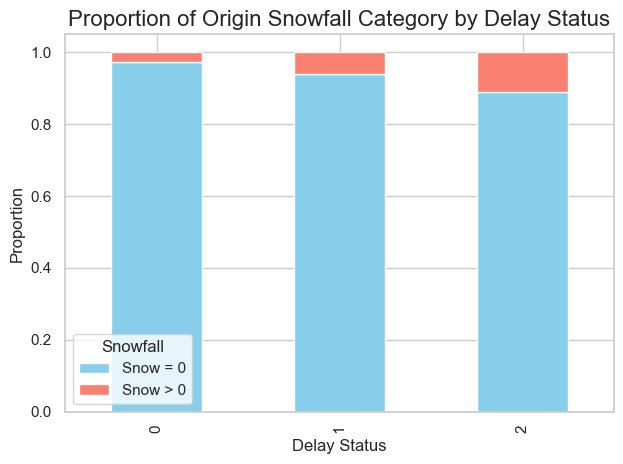 Proportion of Origin Snowfall Category by Delay Status
1.0
0.8
0.6
0.4
0.2
0.0
Proportion
Snowfall
Snow = 0
Snow > 0
0
1
2
Delay Status